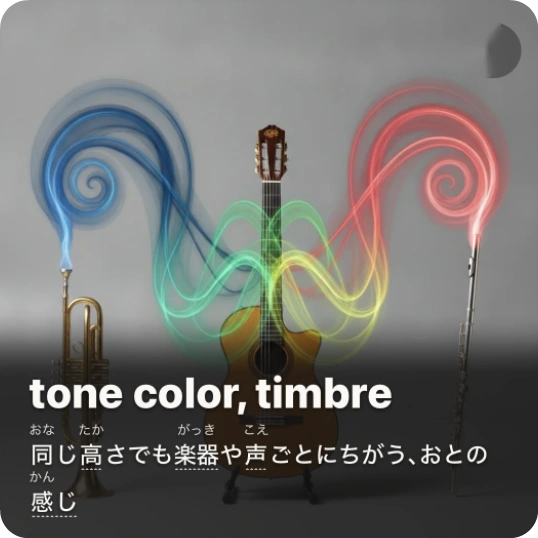 tone color, timbre
おな たか がっき こえ
同じ高さでも楽器や声ごとにちがう、おとの
かん
感じ